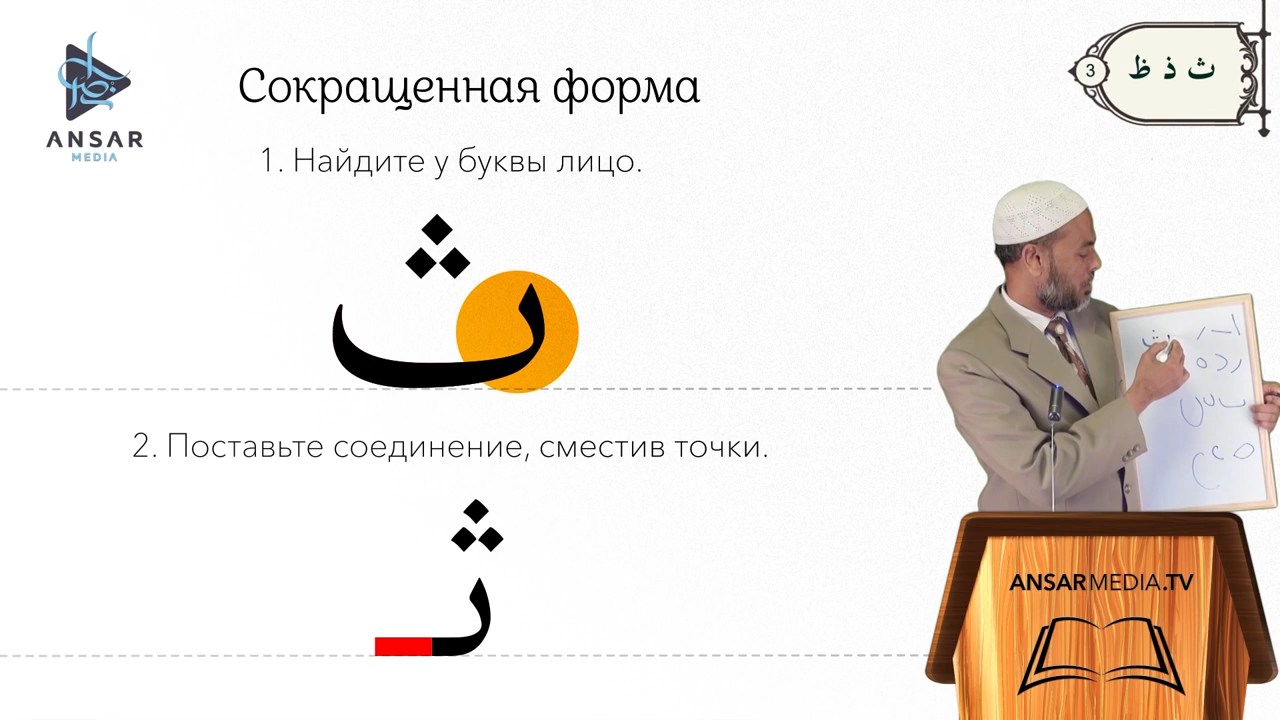 ANSAR
MEDIA
Сокращенная форма
3 ث ذ ظ
1. Найдите у буквы лицо.
ث
2. Поставьте соединение, сместив точки.
ثـ
ANSARMEDIA.TV